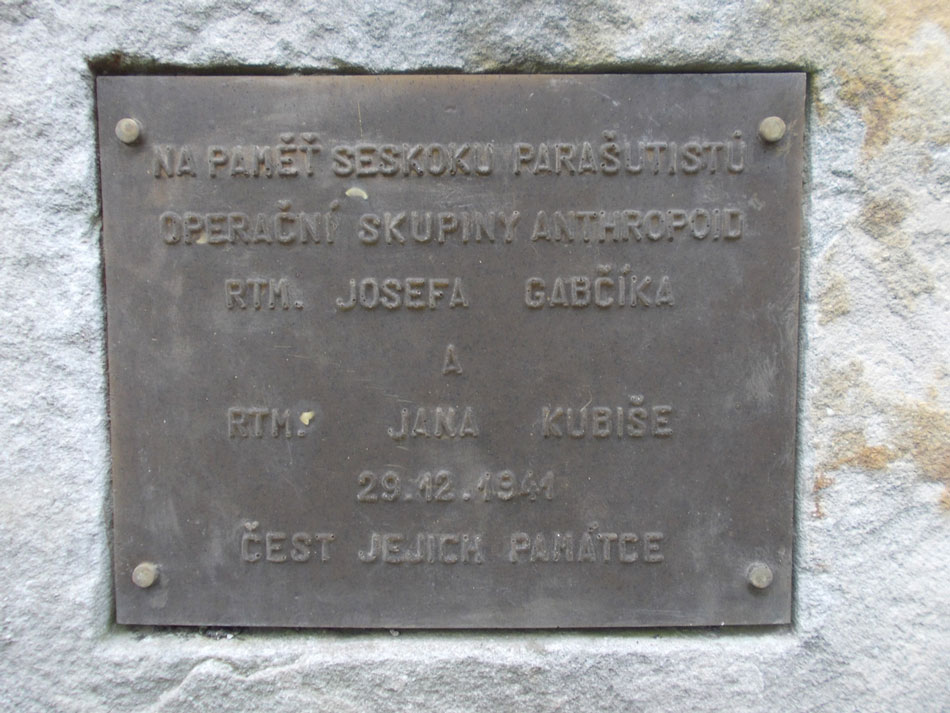 NA PAMĚŤ SESKOKU PARAŠUTISTŮ
OPERAČNÍ SKUPINY ANTHROPOID
RTM. JOSEFA GABČÍKA
A
RTM. JANA KUBIŠE
29.12.1941
ČEST JEJICH PAMÁTCE